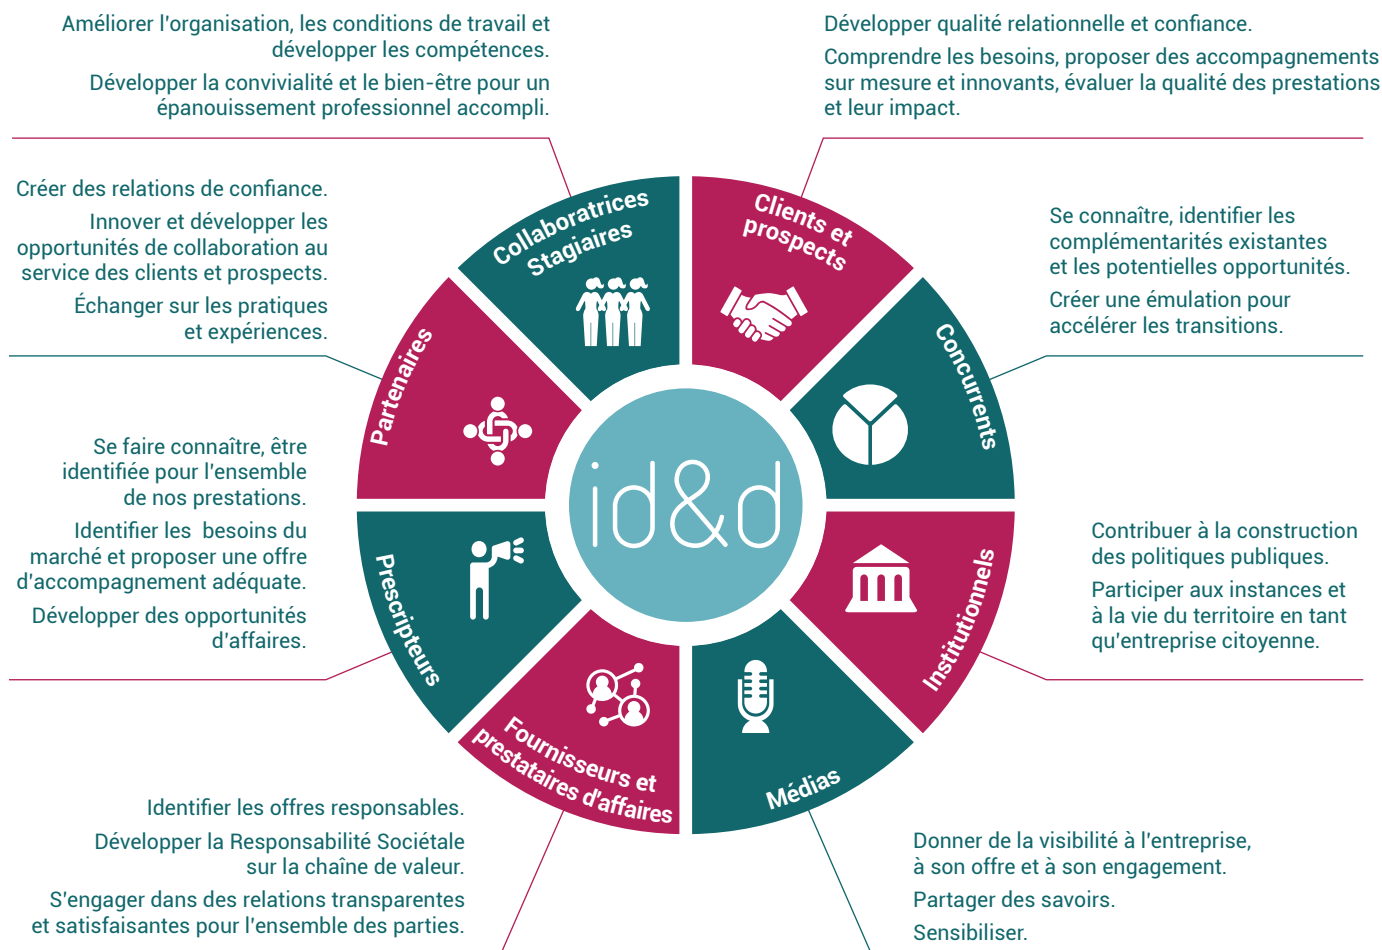 Améliorer l'organisation, les conditions de travail et
développer les compétences.
Développer la convivialité et le bien-être pour un
épanouissement professionnel accompli.
Développer qualité relationnelle et confiance.
Comprendre les besoins, proposer des accompagnements
sur mesure et innovants, évaluer la qualité des prestations
et leur impact.
Créer des relations de confiance.
Innover et développer les
opportunités de collaboration au
service des clients et prospects.
Échanger sur les pratiques
et expériences.
Se connaître, identifier les
complémentarités existantes
et les potentielles opportunités.
Créer une émulation pour
accélérer les transitions.
Collaboratrices
Stagiaires
Clients et
prospects
Partenaires
Concurrents
id&d
Prescripteurs
Institutionnels
Fournisseurs et
prestataires d'affaires
Médias
Se faire connaître, être
identifiée pour l'ensemble
de nos prestations.
Identifier les  besoins du
marché et proposer une offre
d'accompagnement adéquate.
Développer des opportunités
d'affaires.
Contribuer à la construction
des politiques publiques.
Participer aux instances et
à la vie du territoire en tant
qu'entreprise citoyenne.
Identifier les offres responsables.
Développer la Responsabilité Sociétale
sur la chaîne de valeur.
S'engager dans des relations transparentes
et satisfaisantes pour l'ensemble des parties.
Donner de la visibilité à l'entreprise,
à son offre et à son engagement.
Partager des savoirs.
Sensibiliser.